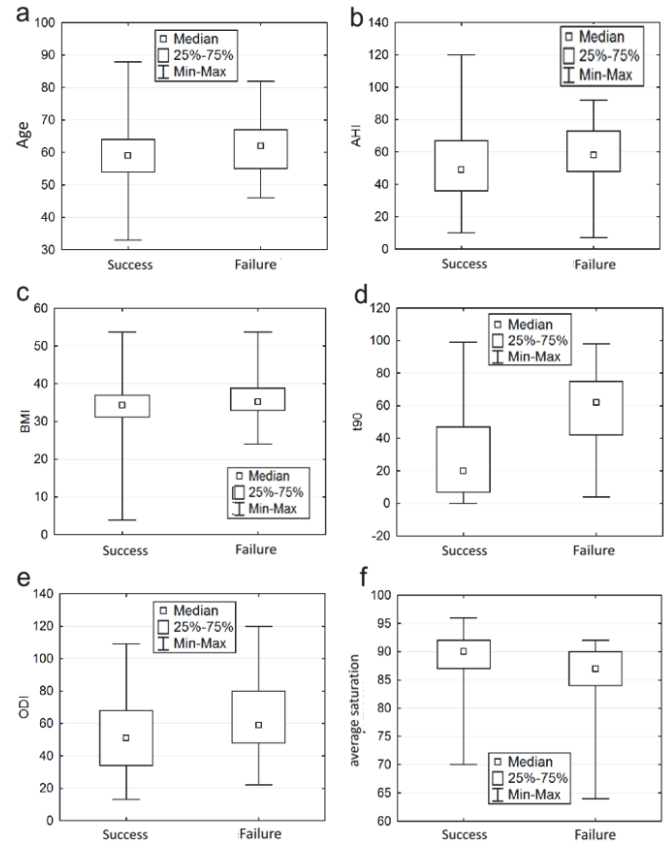 a
100
90
80
70
60
50
40
30
Age
Median
25%-75%
Min-Max
Success
Failure
b
140
120
100
80
60
40
20
0
AHI
Median
25%-75%
Min-Max
Success
Failure
c
60
50
40
30
20
10
0
BMI
Median
25%-75%
Min-Max
Success
Failure
d
120
100
80
60
40
20
0
-20
t90
Median
25%-75%
Min-Max
Success
Failure
e
140
120
100
80
60
40
20
0
ODI
Median
25%-75%
Min-Max
Success
Failure
f
100
95
90
85
80
75
70
65
60
average saturation
Median
25%-75%
Min-Max
Success
Failure